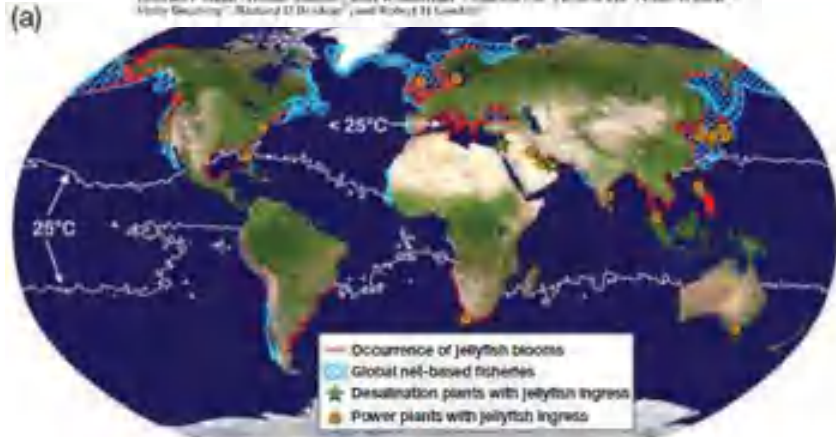 (a)
< 25°C
25°C
Occurrence of jellyfish blooms
Global net-based fisheries
Desalination plants with jellyfish ingress
Power plants with jellyfish ingress